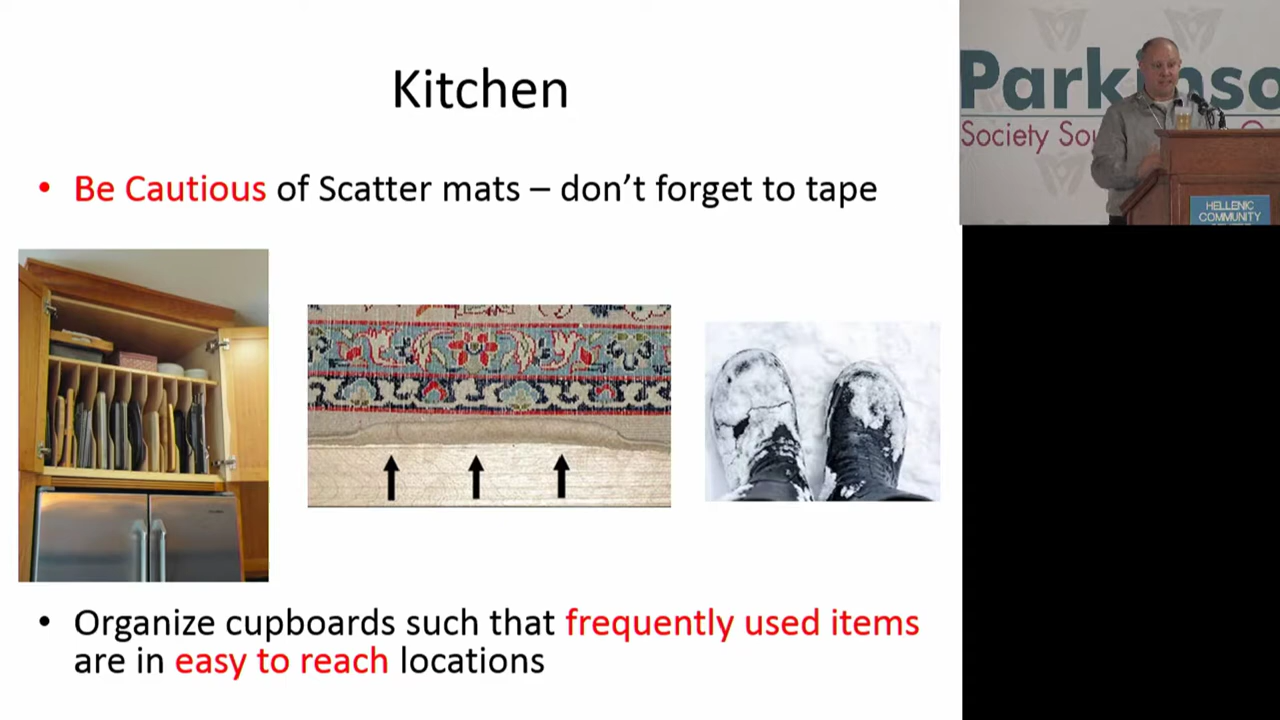 Kitchen
• Be Cautious of Scatter mats – don’t forget to tape
• Organize cupboards such that frequently used items
are in easy to reach locations
Parkinso
Society Sou
HELLENIC
COMMUNITY